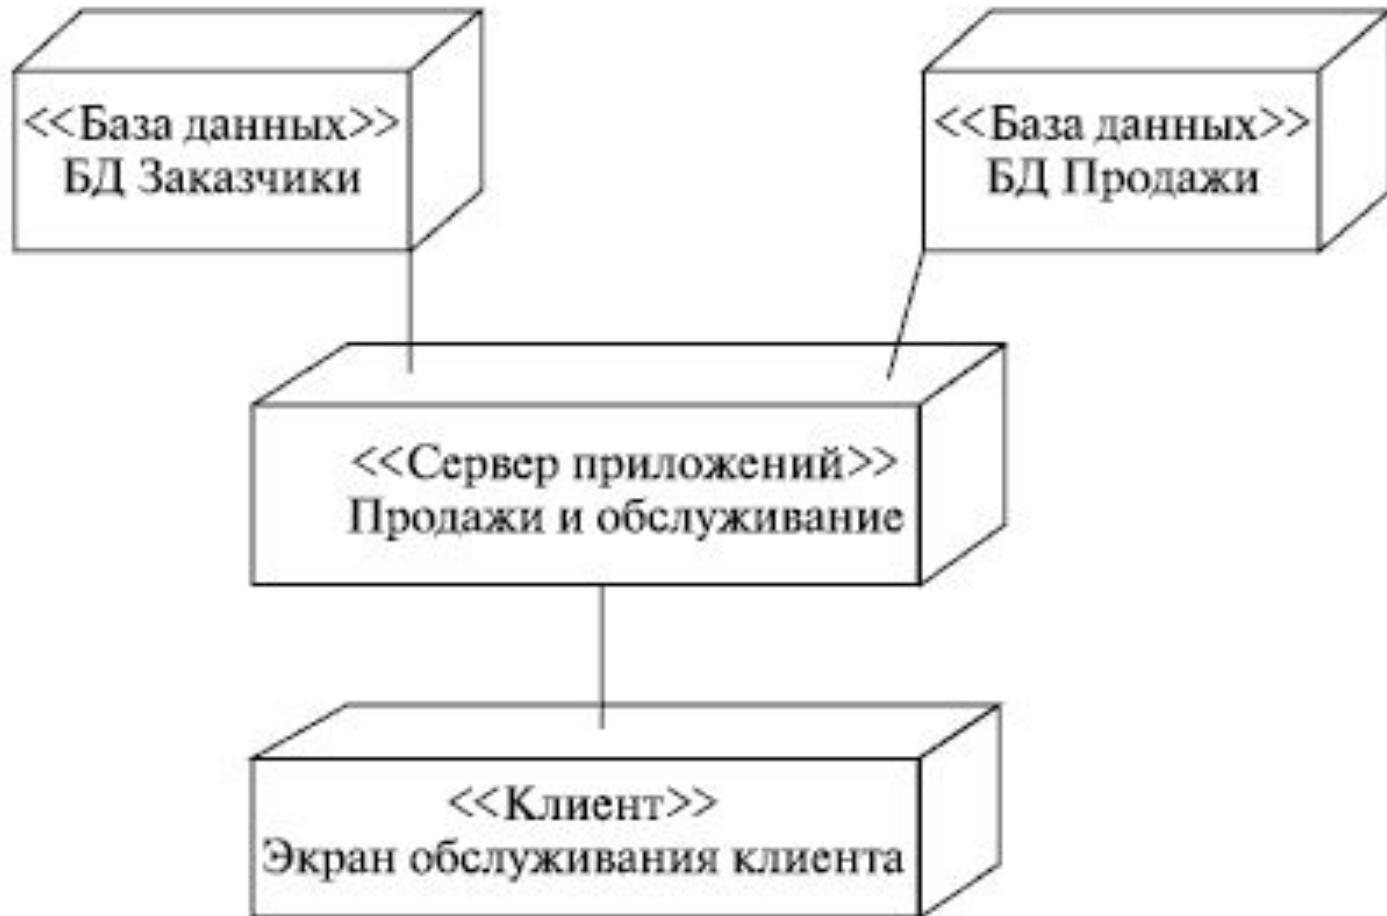 <<База данных>>
БД Заказчики
<<База данных>>
БД Продажи
<<Сервер приложений>>
Продажи и обслуживание
<<Клиент>>
Экран обслуживания клиента